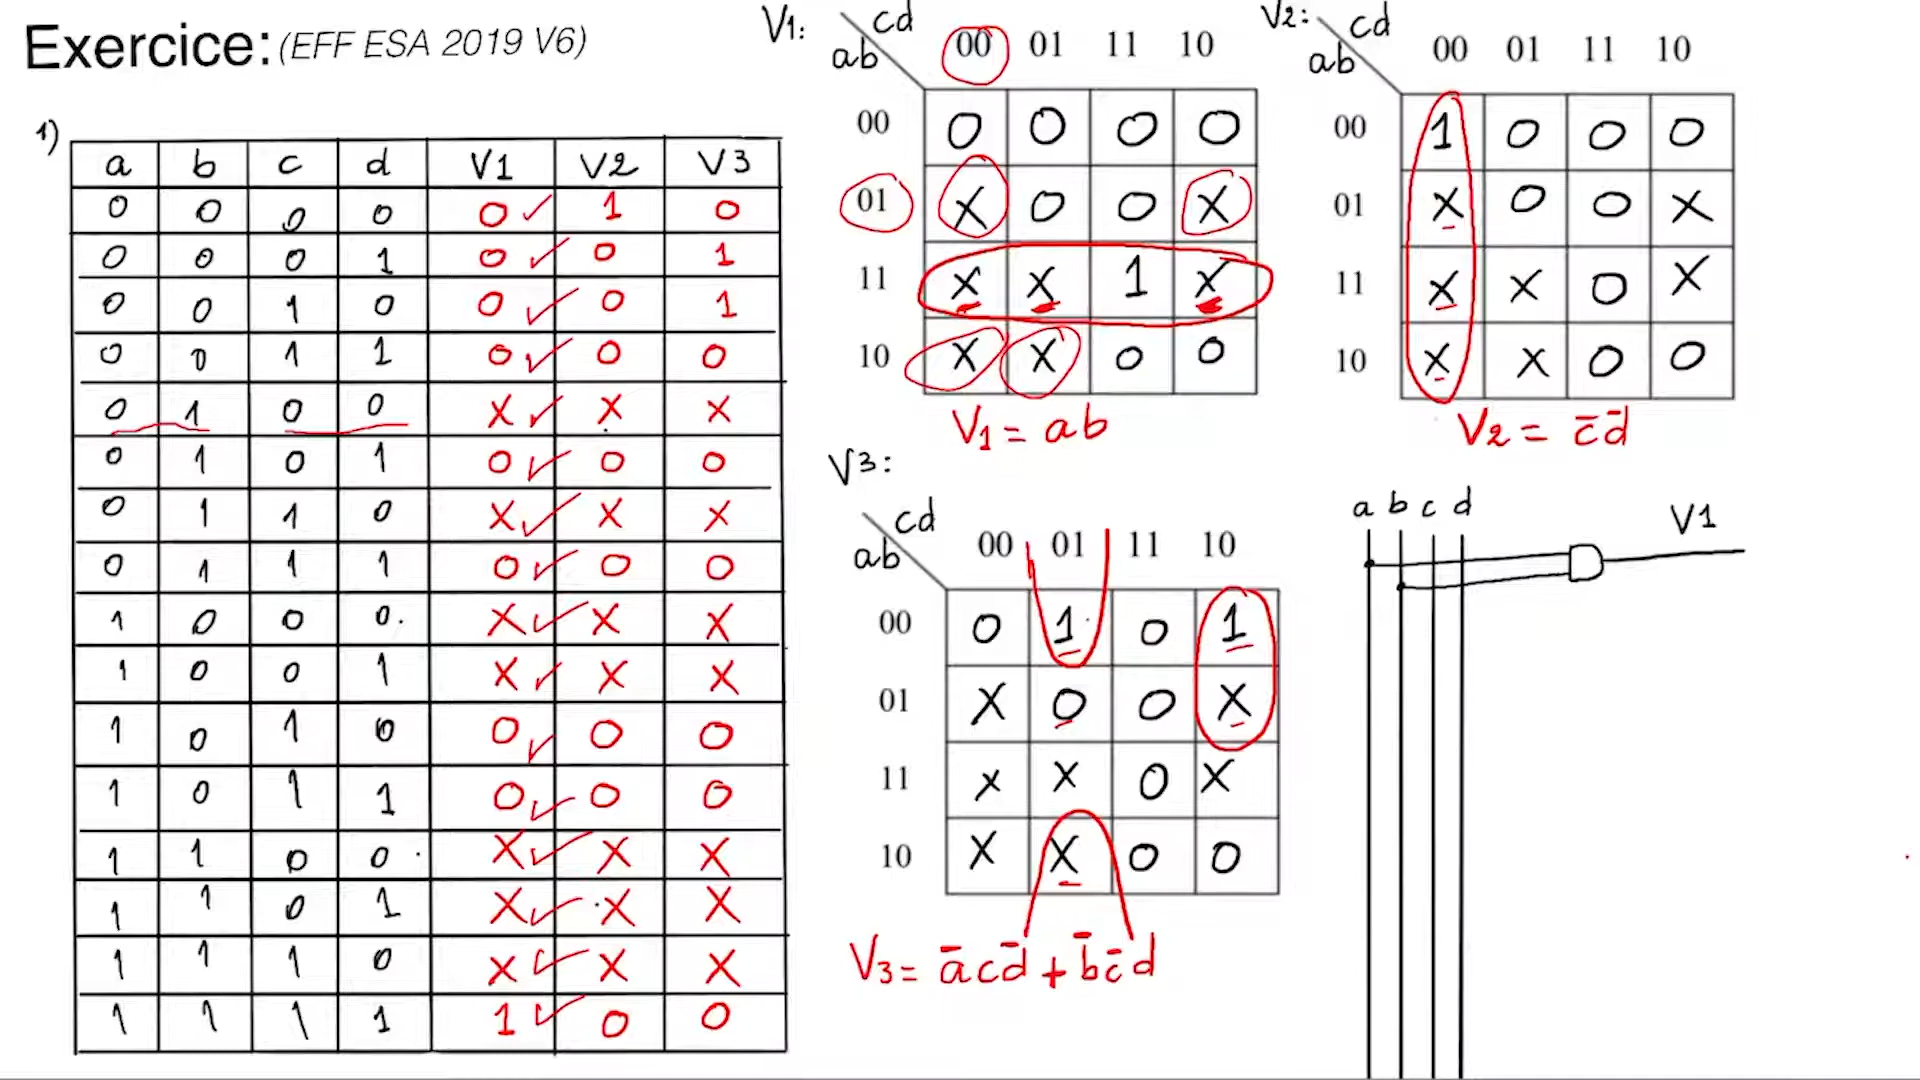 Exercice: (EFF ESA 2019 V6)
1)
a b c d V1 V2 V3
0 0 0 0 0 ✓ 1 0
0 0 0 1 0 ✓ 0 1
0 0 1 0 0 ✓ 0 1
0 0 1 1 0 ✓ 0 0
0 1 0 0 X ✓ X X
0 1 0 1 0 ✓ 0 0
0 1 1 0 X ✓ X X
0 1 1 1 0 ✓ 0 0
1 0 0 0 X ✓ X X
1 0 0 1 X ✓ X X
1 0 1 0 0 ✓ 0 0
1 0 1 1 0 ✓ 0 0
1 1 0 0 X ✓ X X
1 1 0 1 X ✓ X X
1 1 1 0 X ✓ X X
1 1 1 1 1 ✓ 0 0
V1:
cd
ab
00 01 11 10
00 0 0 0 0
01 X 0 0 X
11 X X 1 X
10 X X 0 0
V1 = ab
V2:
cd
ab
00 01 11 10
00 1 0 0 0
01 X 0 0 X
11 X X 0 X
10 X X 0 0
V2 = c̄d̄
V3:
cd
ab
00 01 11 10
00 0 1 0 1
01 X 0 0 X
11 X X 0 X
10 X X 0 0
V3 = ācd̄ + b̄c̄d
a b c d
V1